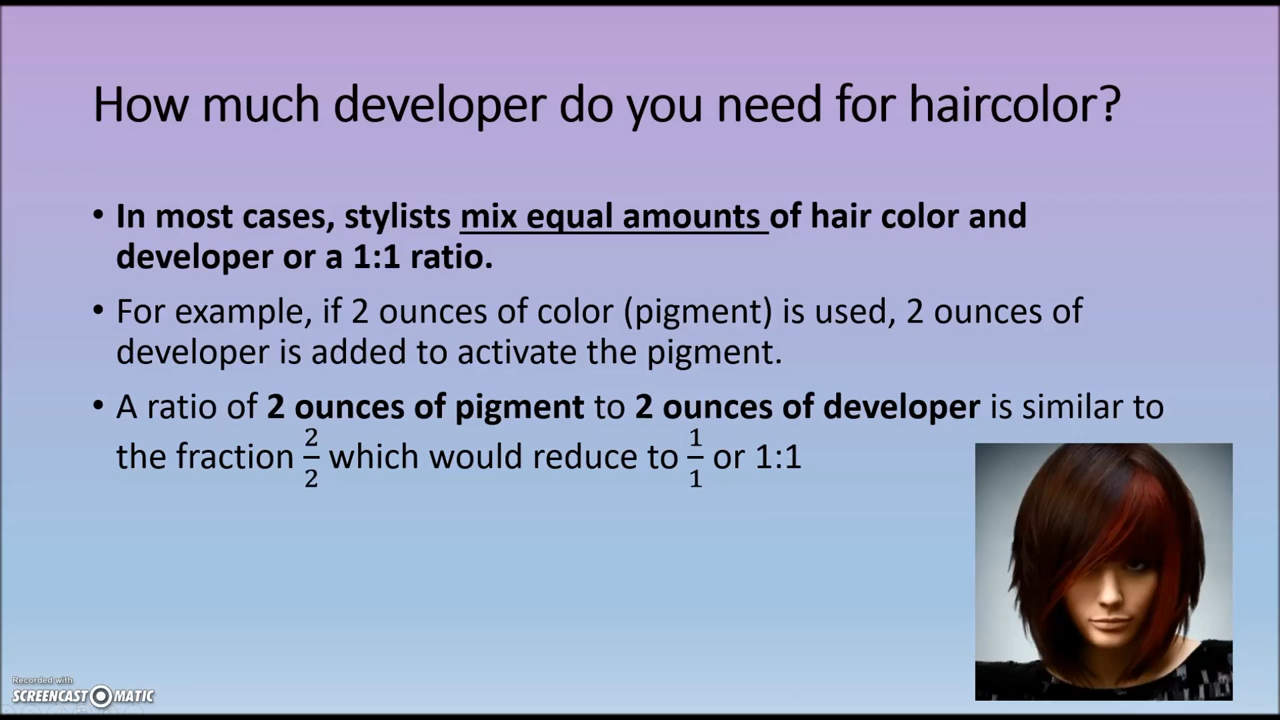 How much developer do you need for haircolor?
• In most cases, stylists mix equal amounts of hair color and
developer or a 1:1 ratio.
• For example, if 2 ounces of color (pigment) is used, 2 ounces of
developer is added to activate the pigment.
• A ratio of 2 ounces of pigment to 2 ounces of developer is similar to
the fraction 2/2 which would reduce to 1/1 or 1:1
Recorded with
SCREENCAST-O-MATIC